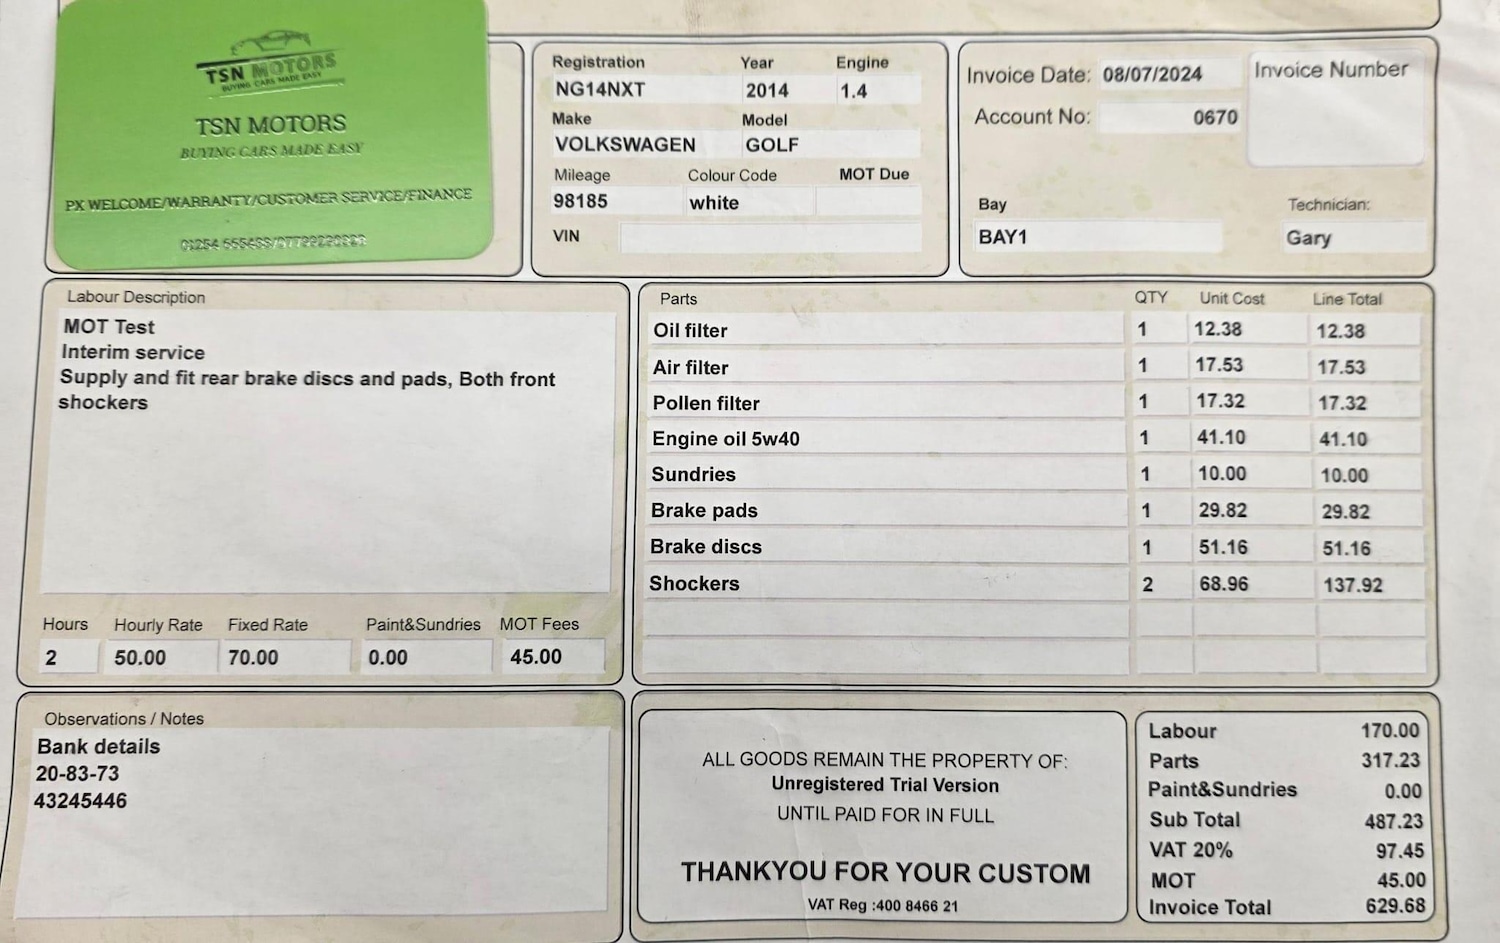 TSN MOTORS
BUYING CARS MADE EASY
TSN MOTORS
BUYING CARS MADE EASY
PX WELCOME/WARRANTY/CUSTOMER SERVICE/FINANCE
Registration Year Engine
NG14NXT 2014 1.4
Make Model
VOLKSWAGEN GOLF
Mileage Colour Code MOT Due
98185 white
VIN
Invoice Date: 08/07/2024 Invoice Number
Account No: 0670
Bay Technician:
BAY1 Gary
Labour Description
MOT Test
Interim service
Supply and fit rear brake discs and pads, Both front
shockers
Hours Hourly Rate Fixed Rate Paint&Sundries MOT Fees
2 50.00 70.00 0.00 45.00
Parts QTY Unit Cost Line Total
Oil filter 1 12.38 12.38
Air filter 1 17.53 17.53
Pollen filter 1 17.32 17.32
Engine oil 5w40 1 41.10 41.10
Sundries 1 10.00 10.00
Brake pads 1 29.82 29.82
Brake discs 1 51.16 51.16
Shockers 2 68.96 137.92
Observations / Notes
Bank details
20-83-73
43245446
ALL GOODS REMAIN THE PROPERTY OF:
Unregistered Trial Version
UNTIL PAID FOR IN FULL
THANKYOU FOR YOUR CUSTOM
VAT Reg :400 8466 21
Labour 170.00
Parts 317.23
Paint&Sundries 0.00
Sub Total 487.23
VAT 20% 97.45
MOT 45.00
Invoice Total 629.68